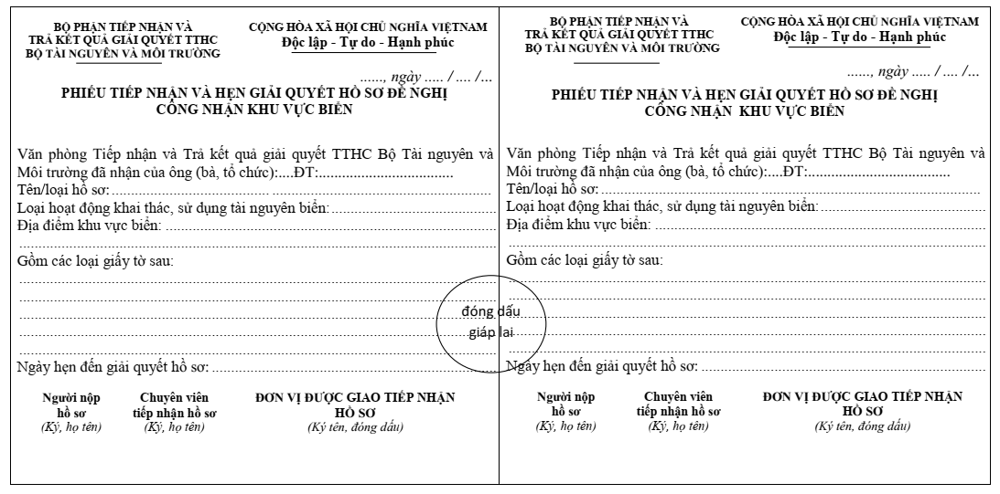 BỘ PHẬN TIẾP NHẬN VÀ
TRẢ KẾT QUẢ GIẢI QUYẾT TTHC
BỘ TÀI NGUYÊN VÀ MÔI TRƯỜNG
CỘNG HÒA XÃ HỘI CHỦ NGHĨA VIỆTNAM
Độc lập - Tự do - Hạnh phúc
......, ngày ..... / .... /...
PHIẾU TIẾP NHẬN VÀ HẸN GIẢI QUYẾT HỒ SƠ ĐỀ NGHỊ
CÔNG NHẬN KHU VỰC BIỂN
Văn phòng Tiếp nhận và Trả kết quả giải quyết TTHC Bộ Tài nguyên và
Môi trường đã nhận của ông (bà, tổ chức):....ĐT:...................................
Tên/loại hồ sơ:............................................................
Loại hoạt động khai thác, sử dụng tài nguyên biển:..............................
Địa điểm khu vực biển: ............................................................
............................................................
Gồm các loại giấy tờ sau:
............................................................
............................................................
............................................................
............................................................
............................................................
Ngày hẹn đến giải quyết hồ sơ: ............................................................
Người nộp
hồ sơ
(Ký, họ tên)
Chuyên viên
tiếp nhận hồ sơ
(Ký, họ tên)
ĐƠN VỊ ĐƯỢC GIAO TIẾP NHẬN
HỒ SƠ
(Ký tên, đóng dấu)
đóng dấu
giáp lai
BỘ PHẬN TIẾP NHẬN VÀ
TRẢ KẾT QUẢ GIẢI QUYẾT TTHC
BỘ TÀI NGUYÊN VÀ MÔI TRƯỜNG
CỘNG HÒA XÃ HỘI CHỦ NGHĨA VIỆTNAM
Độc lập - Tự do - Hạnh phúc
......, ngày ..... / .... /...
PHIẾU TIẾP NHẬN VÀ HẸN GIẢI QUYẾT HỒ SƠ ĐỀ NGHỊ
CÔNG NHẬN KHU VỰC BIỂN
Văn phòng Tiếp nhận và Trả kết quả giải quyết TTHC Bộ Tài nguyên và
Môi trường đã nhận của ông (bà, tổ chức):....ĐT:.....................................
Tên/loại hồ sơ:............................................................
Loại hoạt động khai thác, sử dụng tài nguyên biển:..............................
Địa điểm khu vực biển: ............................................................
............................................................
Gồm các loại giấy tờ sau:
............................................................
............................................................
............................................................
............................................................
............................................................
Ngày hẹn đến giải quyết hồ sơ: ............................................................
Người nộp
hồ sơ
(Ký, họ tên)
Chuyên viên
tiếp nhận hồ sơ
(Ký, họ tên)
ĐƠN VỊ ĐƯỢC GIAO TIẾP NHẬN
HỒ SƠ
(Ký tên, đóng dấu)